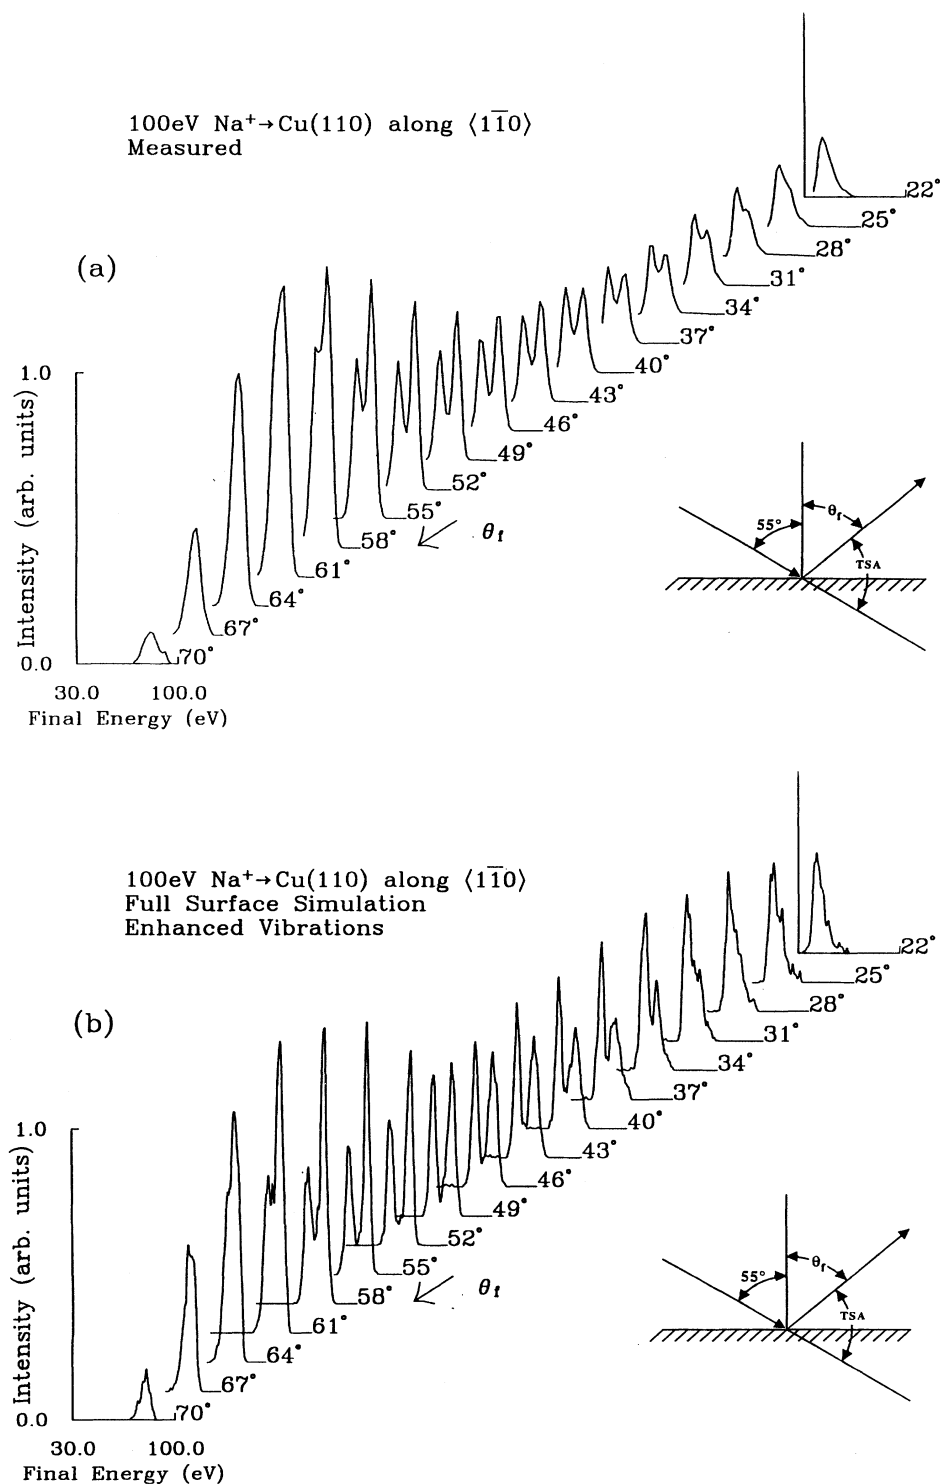 100eV Na⁺→Cu(110) along ⟨11̅0⟩
Measured
(a)
22°
25°
28°
31°
34°
37°
40°
43°
46°
49°
52°
55°
58°
61°
64°
67°
70°
θf
1.0
0.0
Intensity (arb. units)
30.0 100.0
Final Energy (eV)
55°
θf
TSA
100eV Na⁺→Cu(110) along ⟨11̅0⟩
Full Surface Simulation
Enhanced Vibrations
(b)
22°
25°
28°
31°
34°
37°
40°
43°
46°
49°
52°
55°
58°
61°
64°
67°
70°
θf
1.0
0.0
Intensity (arb. units)
30.0 100.0
Final Energy (eV)
55°
θf
TSA